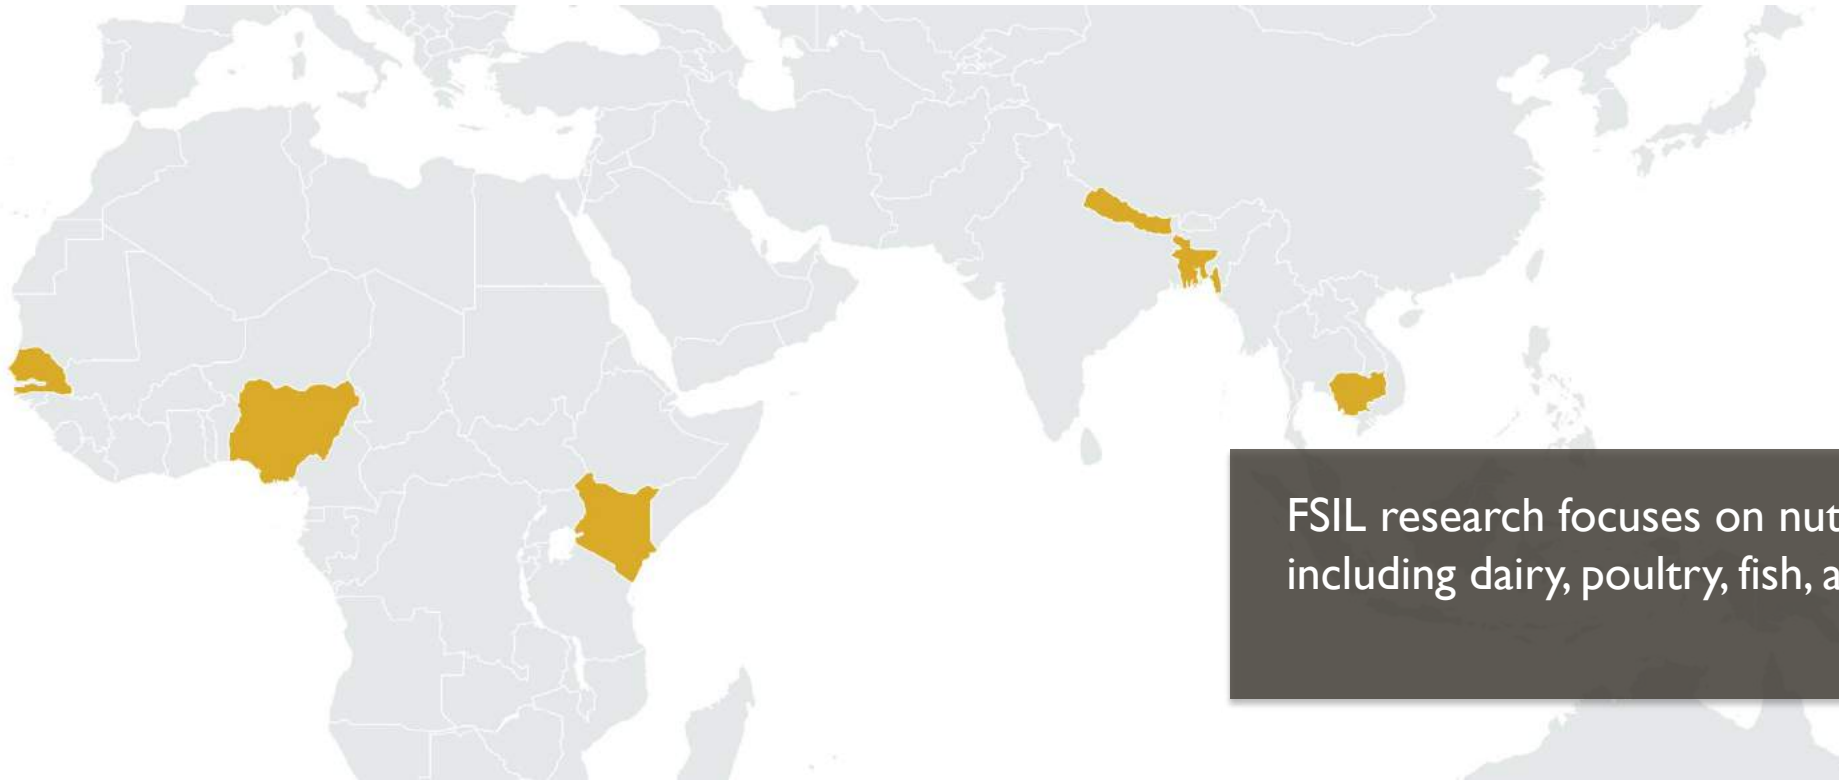 FSIL research focuses on nut
including dairy, poultry, fish, a